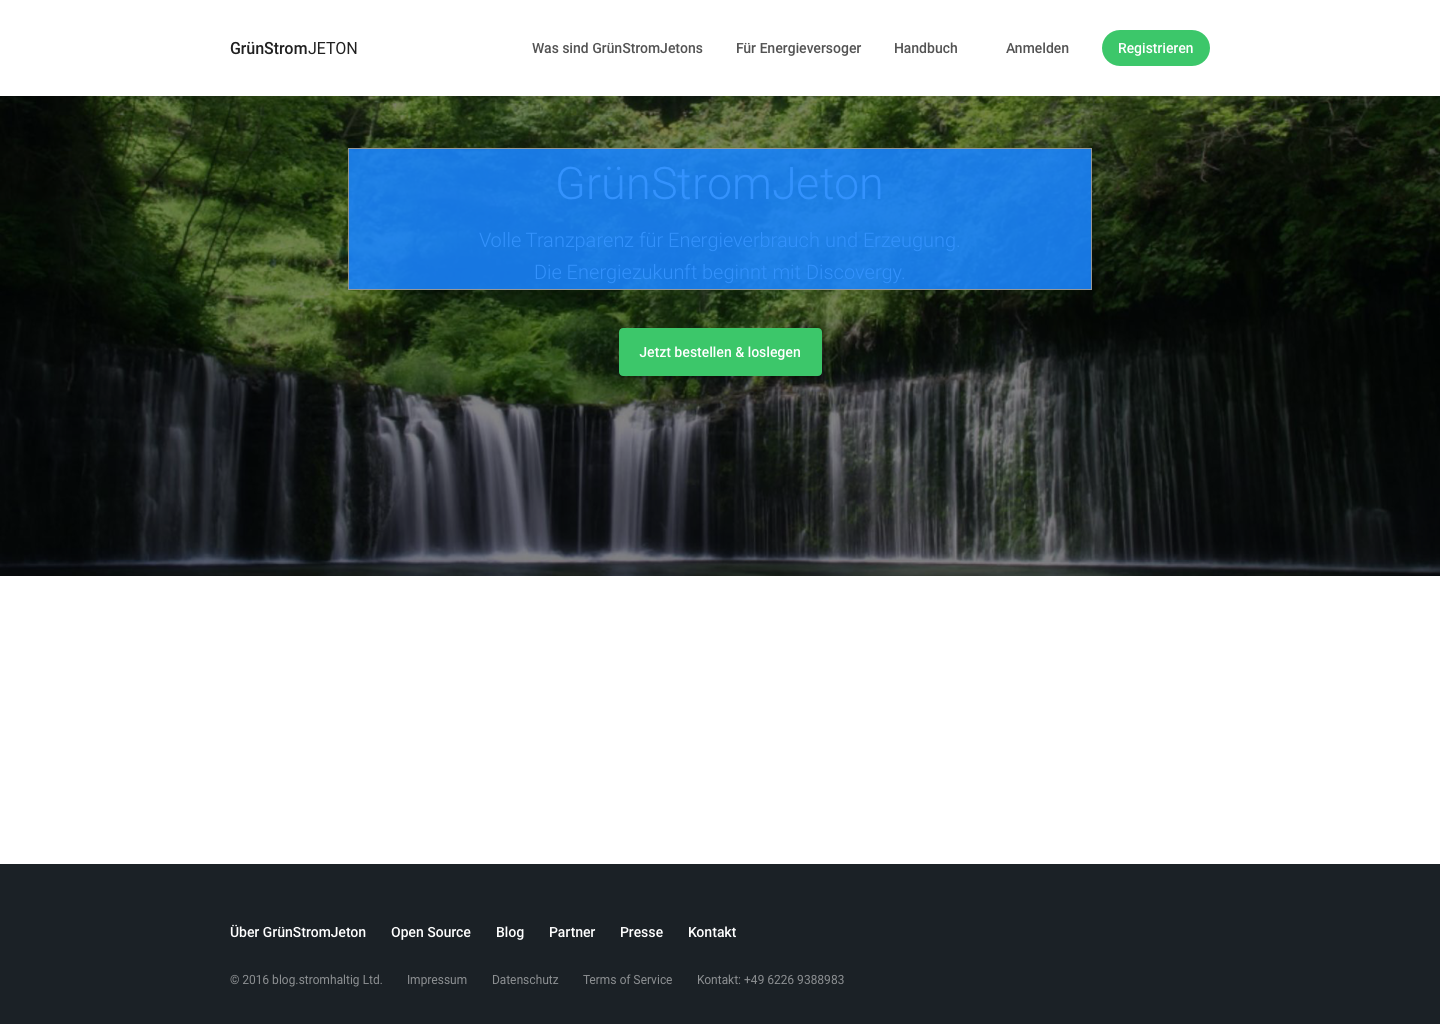 GrünStromJETON
Was sind GrünStromJetons
Für Energieversoger
Handbuch
Anmelden
Registrieren
GrünStromJeton
Volle Tranzparenz für Energieverbrauch und Erzeugung
Die Energiezukunft beginnt mit Discovergy.
Jetzt bestellen & loslegen
Über GrünStromJeton
Open Source
Blog
Partner
Presse
Kontakt
© 2016 blog.stromhaltig Ltd.
Impressum
Datenschutz
Terms of Service
Kontakt: +49 6226 9388983